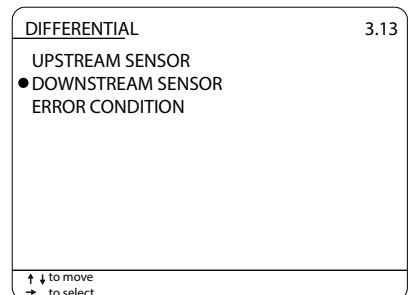 DIFFERENTIAL 3.13
UPSTREAM SENSOR
●DOWNSTREAM SENSOR
ERROR CONDITION
↑ ↓ to move
→ to select